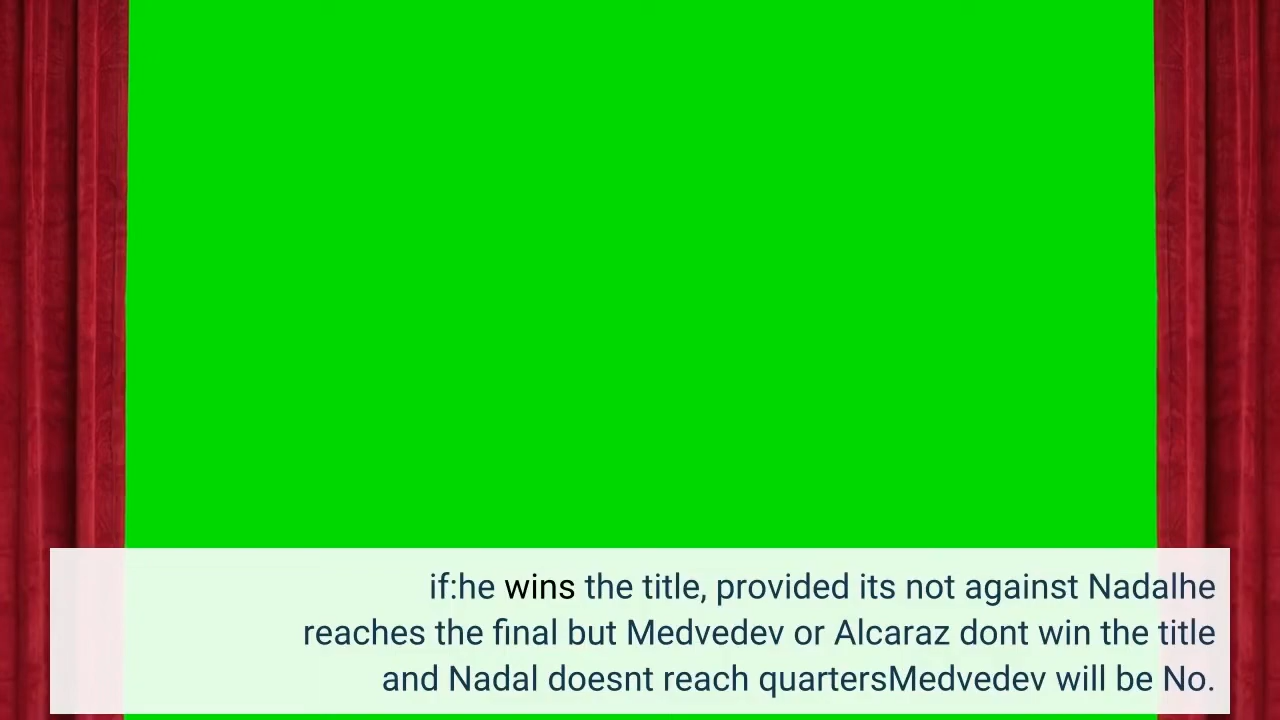 if:he wins the title, provided its not against Nadalhe
reaches the final but Medvedev or Alcaraz dont win the title
and Nadal doesnt reach quartersMedvedev will be No.